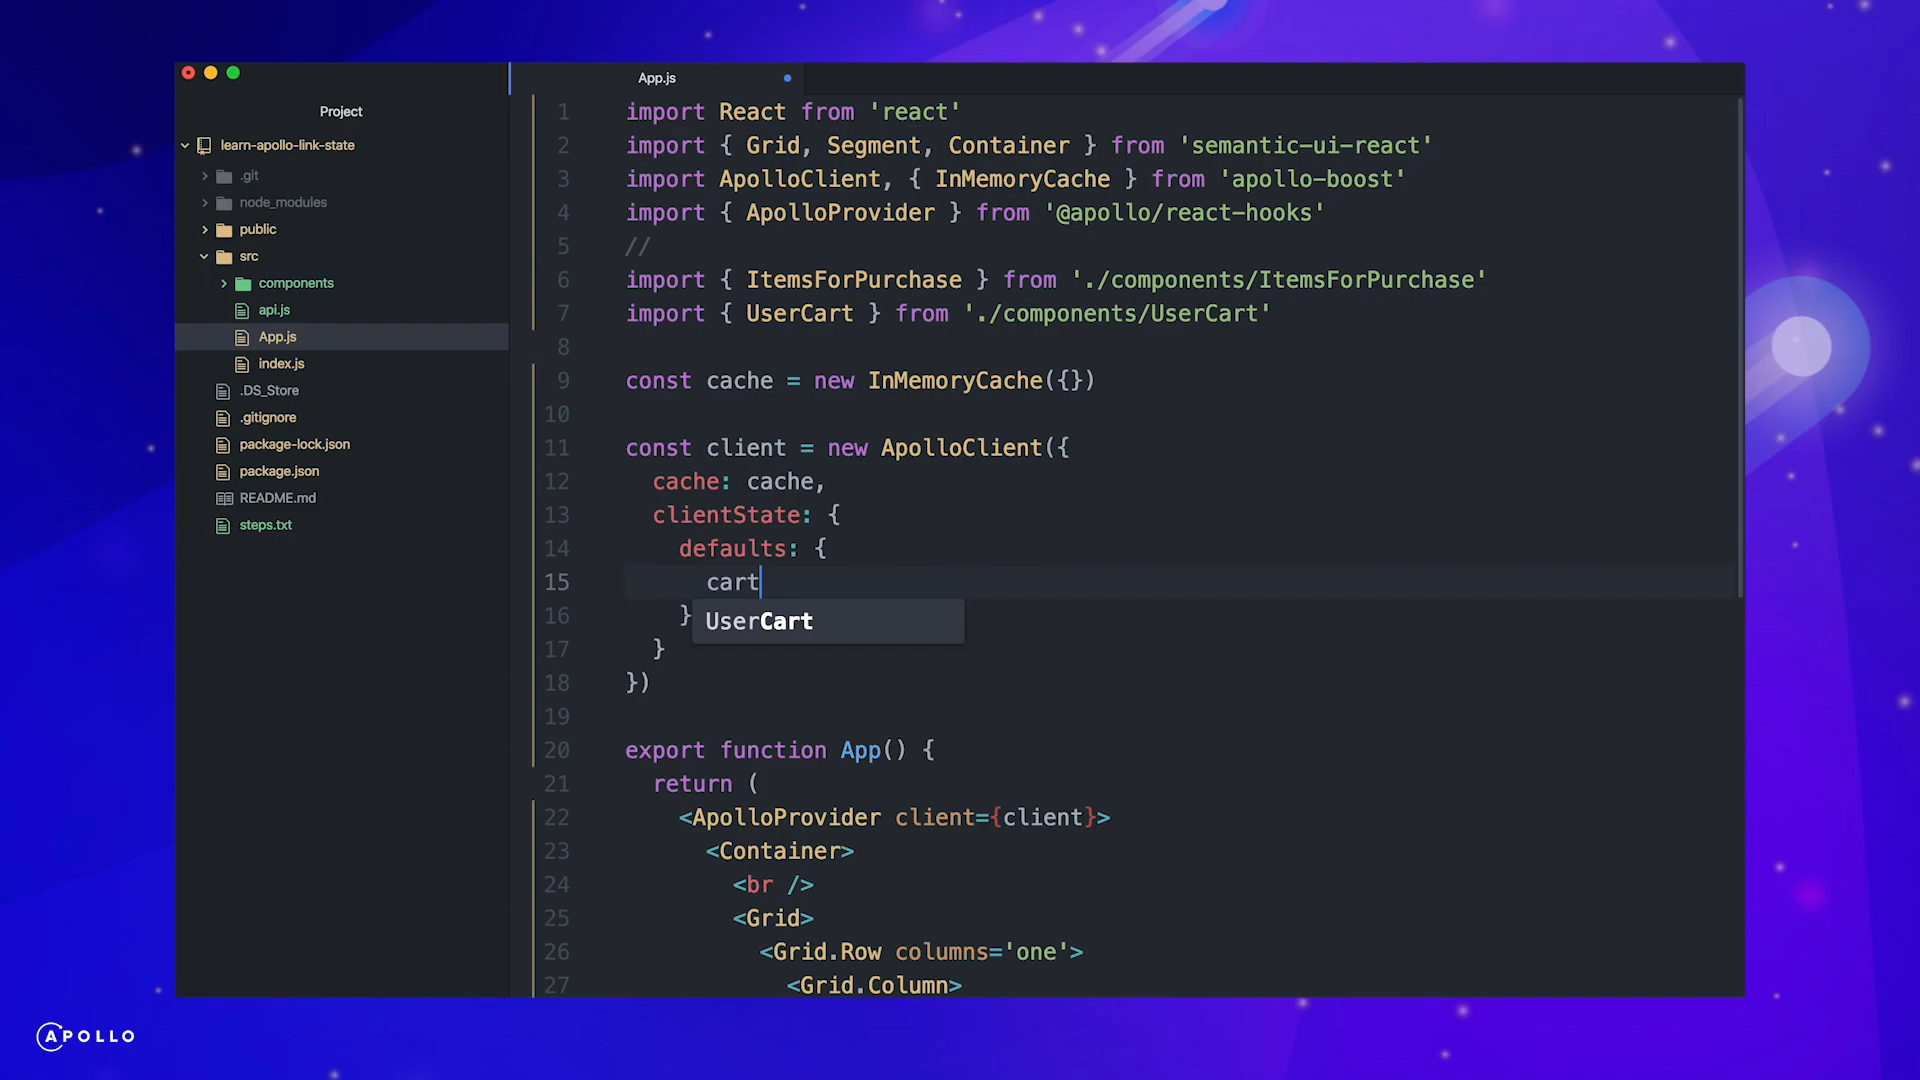 Project
learn-apollo-link-state
.git
node_modules
public
src
components
api.js
App.js
index.js
.DS_Store
.gitignore
package-lock.json
package.json
README.md
steps.txt
App.js
1 import React from 'react'
2 import { Grid, Segment, Container } from 'semantic-ui-react'
3 import ApolloClient, { InMemoryCache } from 'apollo-boost'
4 import { ApolloProvider } from '@apollo/react-hooks'
5 //
6 import { ItemsForPurchase } from './components/ItemsForPurchase'
7 import { UserCart } from './components/UserCart'
8
9 const cache = new InMemoryCache({})
10
11 const client = new ApolloClient({
12 cache: cache,
13 clientState: {
14 defaults: {
15 cart
UserCart
16 }
17 }
18 })
19
20 export function App() {
21 return (
22 <ApolloProvider client={client}>
23 <Container>
24 <br />
25 <Grid>
26 <Grid.Row columns='one'>
27 <Grid.Column>
APOLLO